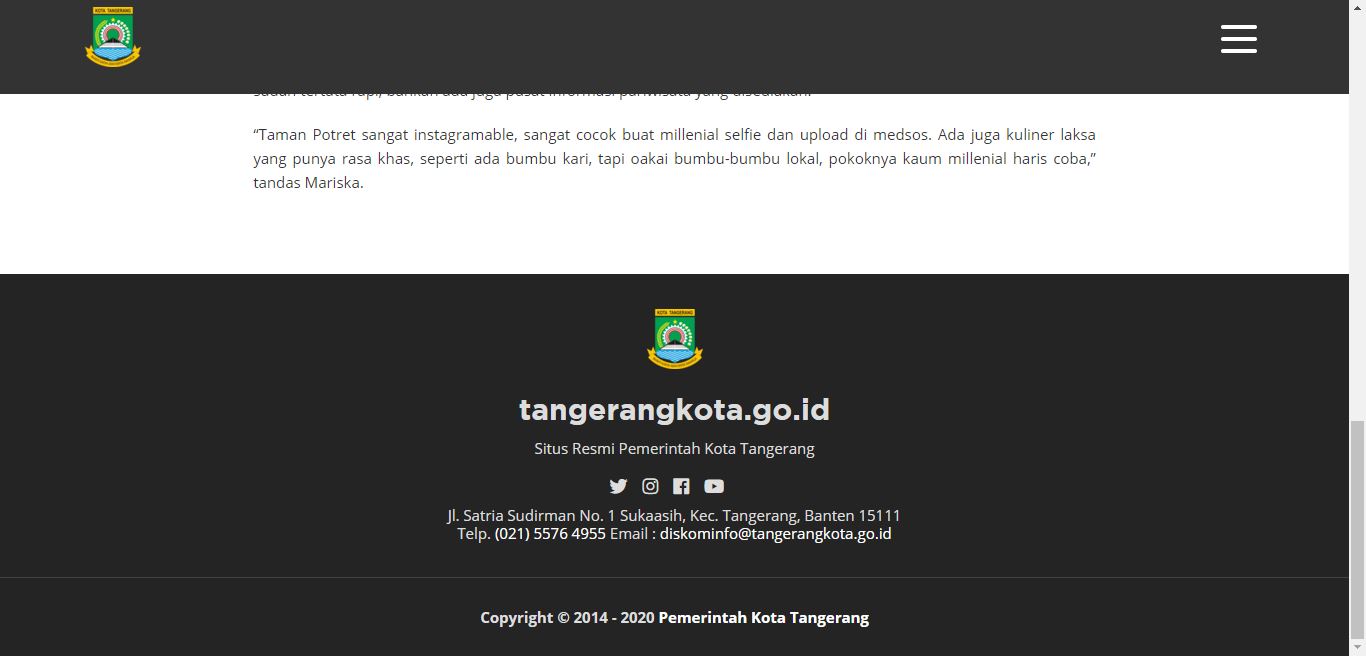 KOTA TANGERANG
“Taman Potret sangat instagramable, sangat cocok buat millenial selfie dan upload di medsos. Ada juga kuliner laksa
yang punya rasa khas, seperti ada bumbu kari, tapi oakai bumbu-bumbu lokal, pokoknya kaum millenial haris coba,”
tandas Mariska.
KOTA TANGERANG
tangerangkota.go.id
Situs Resmi Pemerintah Kota Tangerang
Jl. Satria Sudirman No. 1 Sukaasih, Kec. Tangerang, Banten 15111
Telp. (021) 5576 4955 Email : diskominfo@tangerangkota.go.id
Copyright © 2014 - 2020 Pemerintah Kota Tangerang